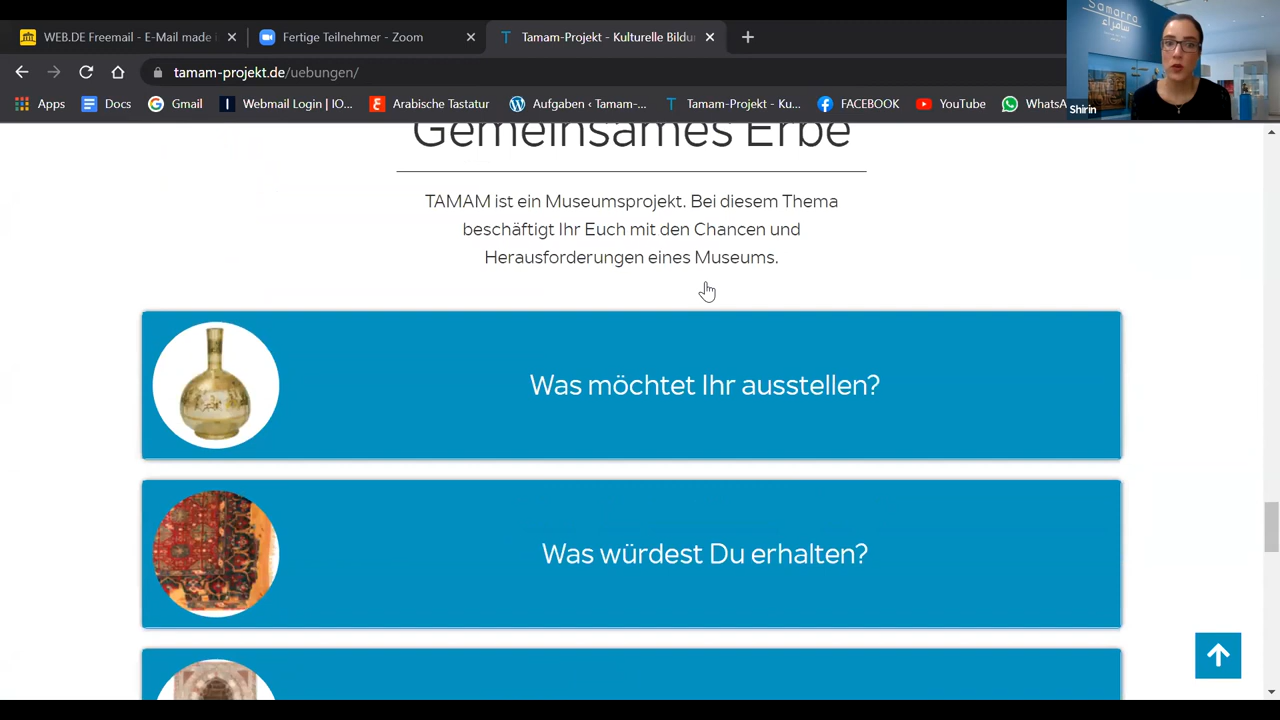 WEB.DE Freemail - E-Mail made
Fertige Teilnehmer - Zoom
Tamam-Projekt - Kulturelle Bildu
tamam-projekt.de/uebungen/
Apps
Docs
Gmail
Webmail Login | IO...
Arabische Tastatur
Aufgaben ‹ Tamam-...
Tamam-Projekt - Ku...
FACEBOOK
YouTube
WhatsA
Samarra
سامراء
Shirin
Gemeinsames Erbe
TAMAM ist ein Museumsprojekt. Bei diesem Thema
beschäftigt Ihr Euch mit den Chancen und
Herausforderungen eines Museums.
Was möchtet Ihr ausstellen?
Was würdest Du erhalten?